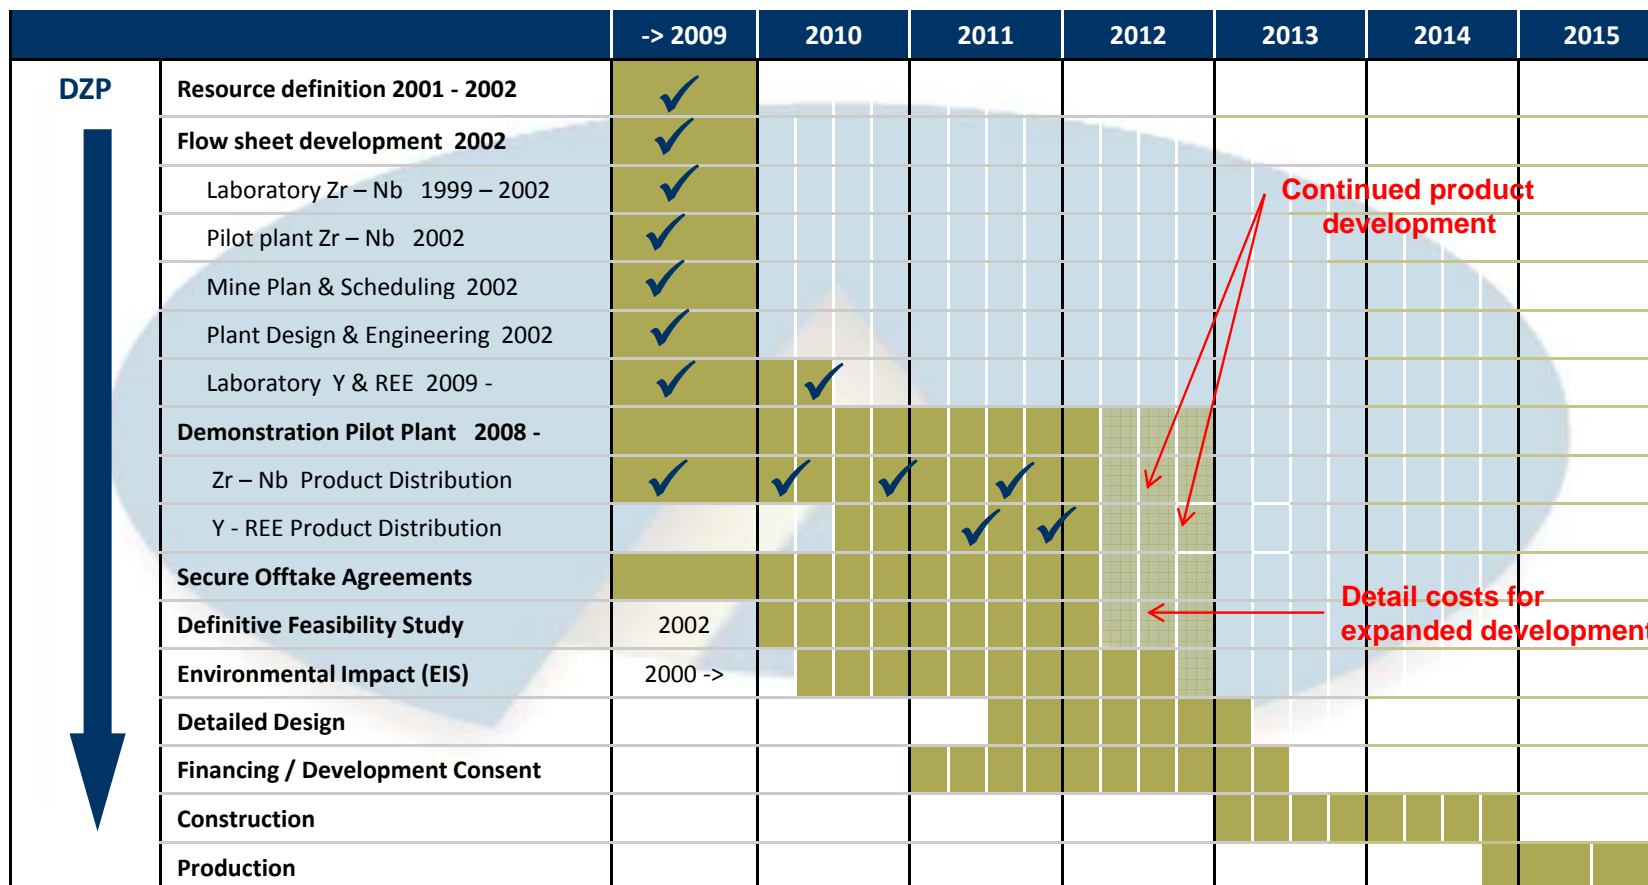 -> 2009 2010 2011 2012 2013 2014 2015
DZP Resource definition 2001 - 2002
Flow sheet development 2002
Laboratory Zr – Nb 1999 – 2002
Continued product
development
Pilot plant Zr – Nb 2002
Mine Plan & Scheduling 2002
Plant Design & Engineering 2002
Laboratory Y & REE 2009 -
Demonstration Pilot Plant 2008 -
Zr – Nb Product Distribution
Y - REE Product Distribution
Secure Offtake Agreements
Detail costs for
expanded development
Definitive Feasibility Study 2002
Environmental Impact (EIS) 2000 ->
Detailed Design
Financing / Development Consent
Construction
Production